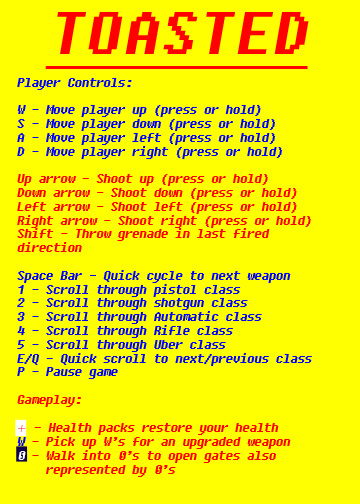 TOASTED
Player Controls:
W - Move player up (press or hold)
S - Move player down (press or hold)
A - Move player left (press or hold)
D - Move player right (press or hold)
Up arrow - Shoot up (press or hold)
Down arrow - Shoot down (press or hold)
Left arrow - Shoot left (press or hold)
Right arrow - Shoot right (press or hold)
Shift - Throw grenade in last fired
direction
Space Bar - Quick cycle to next weapon
1 - Scroll through pistol class
2 - Scroll through shotgun class
3 - Scroll through Automatic class
4 - Scroll through Rifle class
5 - Scroll through Uber class
E/Q - Quick scroll to next/previous class
P - Pause game
Gameplay:
+ - Health packs restore your health
W - Pick up W's for an upgraded weapon
0 - Walk into 0's to open gates also
represented by 0's